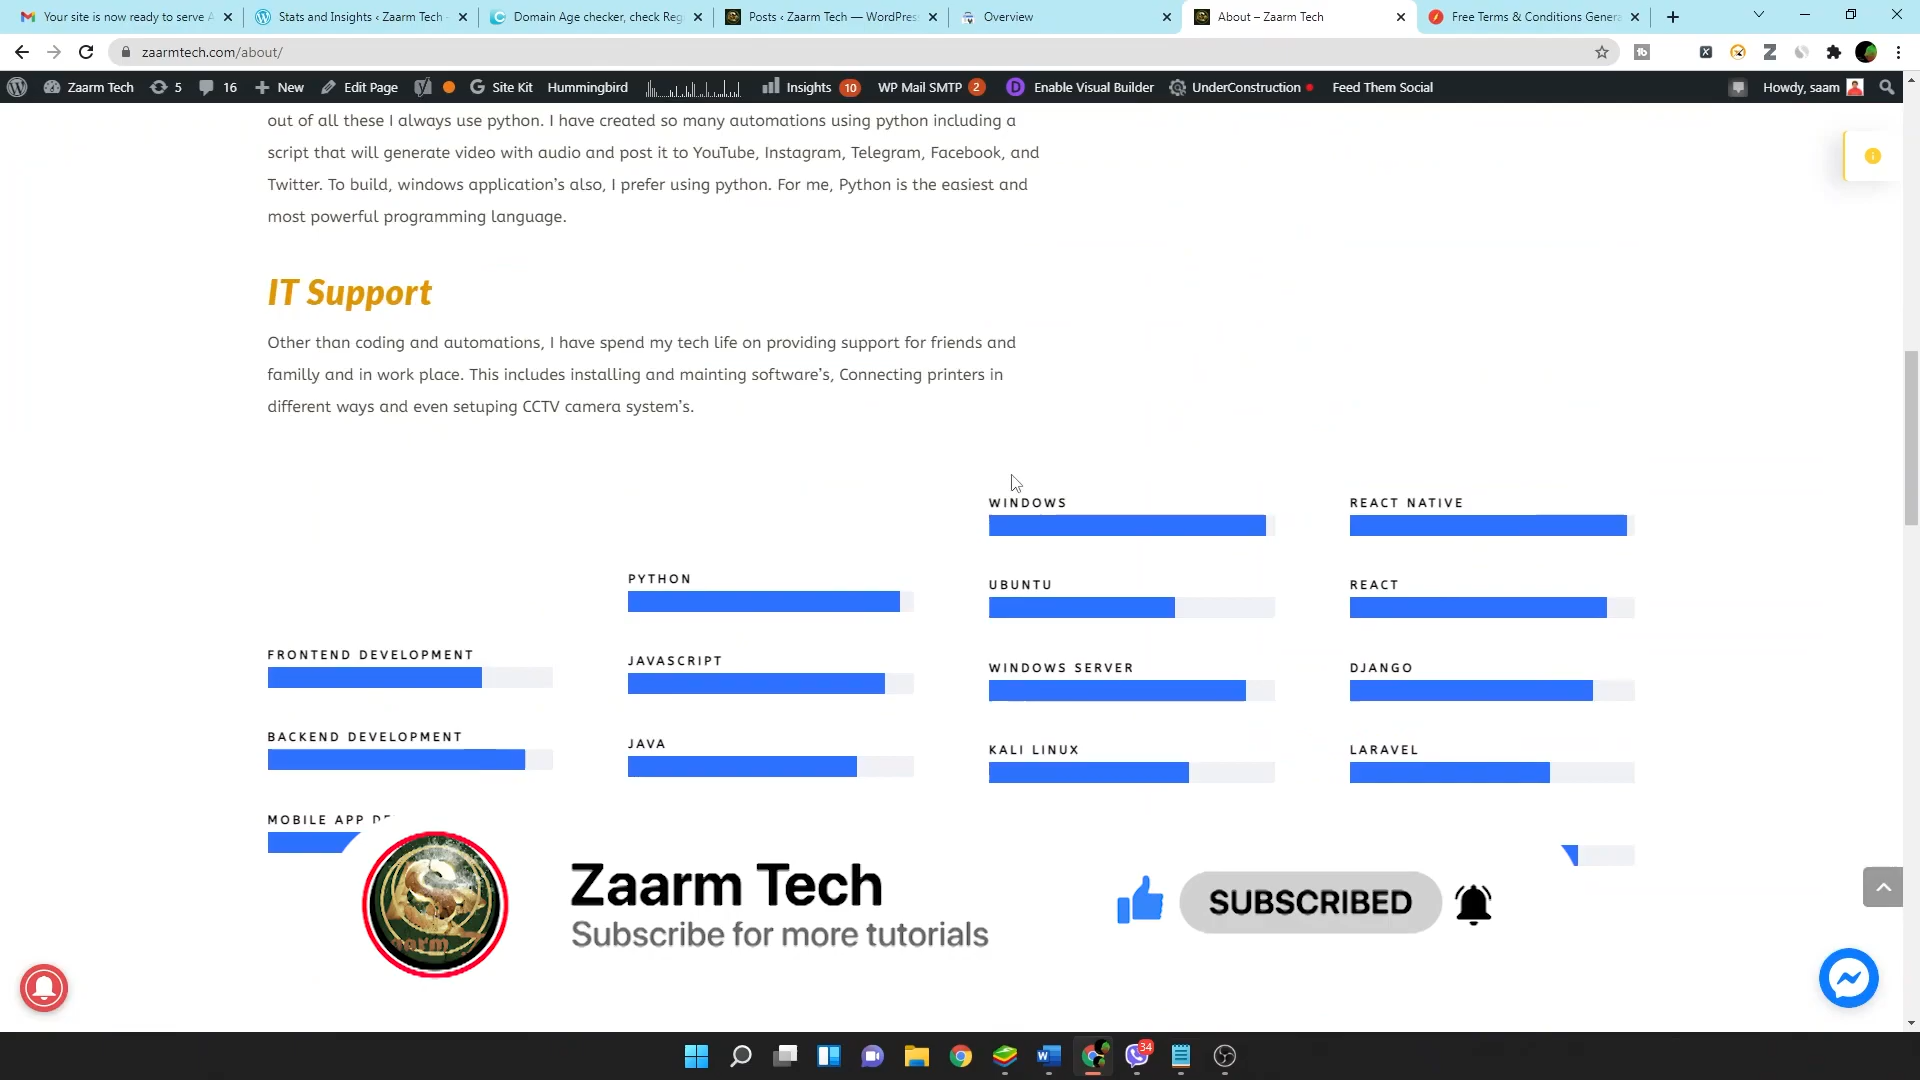 Your site is now ready to serve A
Stats and Insights ‹ Zaarm Tech
Domain Age checker, check Reg
Posts ‹ Zaarm Tech — WordPres
Overview
About – Zaarm Tech
Free Terms & Conditions Genera
zaarmtech.com/about/
Zaarm Tech 5 16 New Edit Page Site Kit Hummingbird Insights 10 WP Mail SMTP 2 Enable Visual Builder UnderConstruction Feed Them Social Howdy, saam
out of all these I always use python. I have created so many automations using python including a
script that will generate video with audio and post it to YouTube, Instagram, Telegram, Facebook, and
Twitter. To build, windows application’s also, I prefer using python. For me, Python is the easiest and
most powerful programming language.
IT Support
Other than coding and automations, I have spend my tech life on providing support for friends and
familly and in work place. This includes installing and mainting software’s, Connecting printers in
different ways and even setuping CCTV camera system’s.
FRONTEND DEVELOPMENT
BACKEND DEVELOPMENT
MOBILE APP DE
PYTHON
JAVASCRIPT
JAVA
WINDOWS
UBUNTU
WINDOWS SERVER
KALI LINUX
REACT NATIVE
REACT
DJANGO
LARAVEL
Zaarm Tech
Subscribe for more tutorials
SUBSCRIBED
34